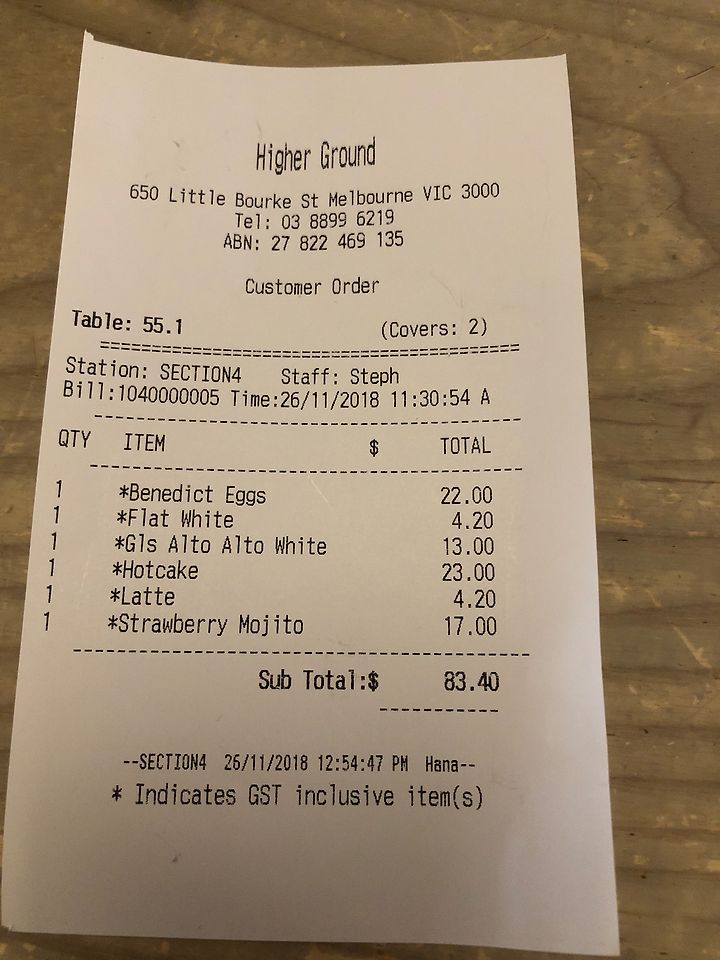 Higher Ground
650 Little Bourke St Melbourne VIC 3000
Tel: 03 8899 6219
ABN: 27 822 469 135
Customer Order
Table: 55.1 (Covers: 2)
==================================================
Station: SECTION4 Staff: Steph
Bill:1040000005 Time:26/11/2018 11:30:54 A
--------------------------------------------------
QTY ITEM $ TOTAL
--------------------------------------------------
1 *Benedict Eggs 22.00
1 *Flat White 4.20
1 *Gls Alto Alto White 13.00
1 *Hotcake 23.00
1 *Latte 4.20
1 *Strawberry Mojito 17.00
--------------------------------------------------
Sub Total:$ 83.40
------------
--SECTION4 26/11/2018 12:54:47 PM Hana--
* Indicates GST inclusive item(s)